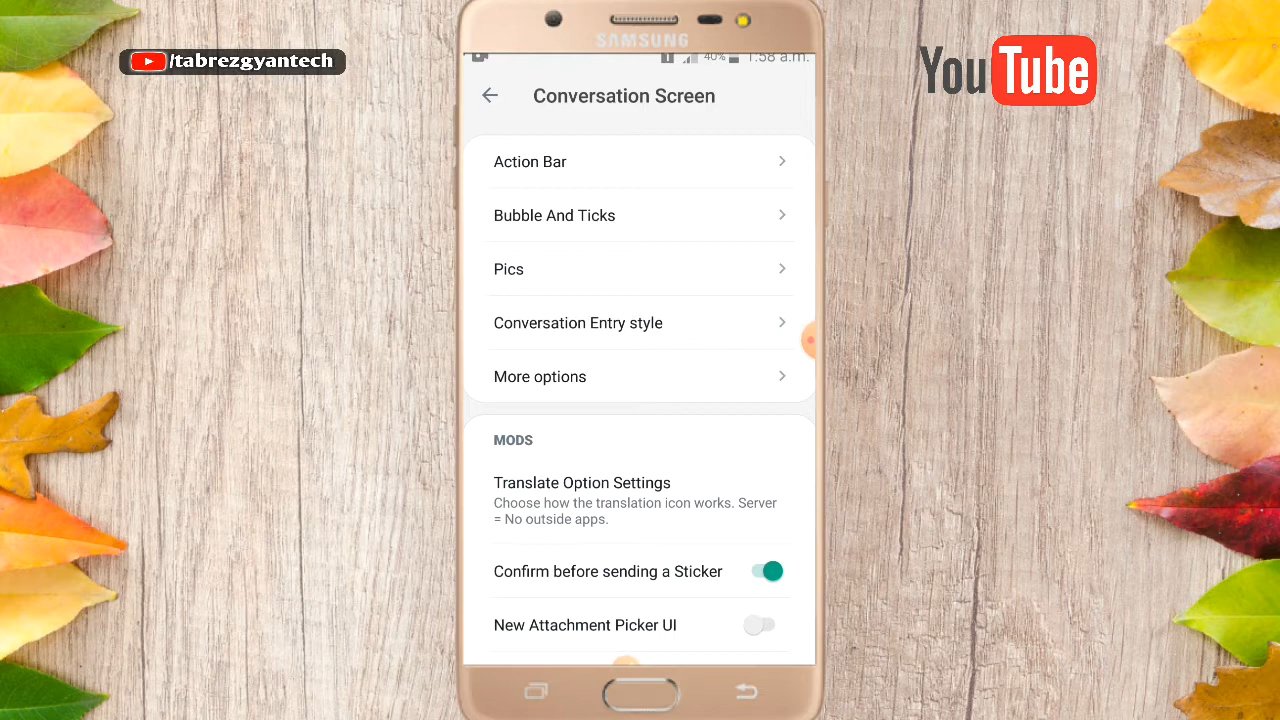 /tabrezgyantech
YouTube
SAMSUNG
40%
1:58 a.m.
Conversation Screen
Action Bar
Bubble And Ticks
Pics
Conversation Entry style
More options
MODS
Translate Option Settings
Choose how the translation icon works. Server
= No outside apps.
Confirm before sending a Sticker
New Attachment Picker UI